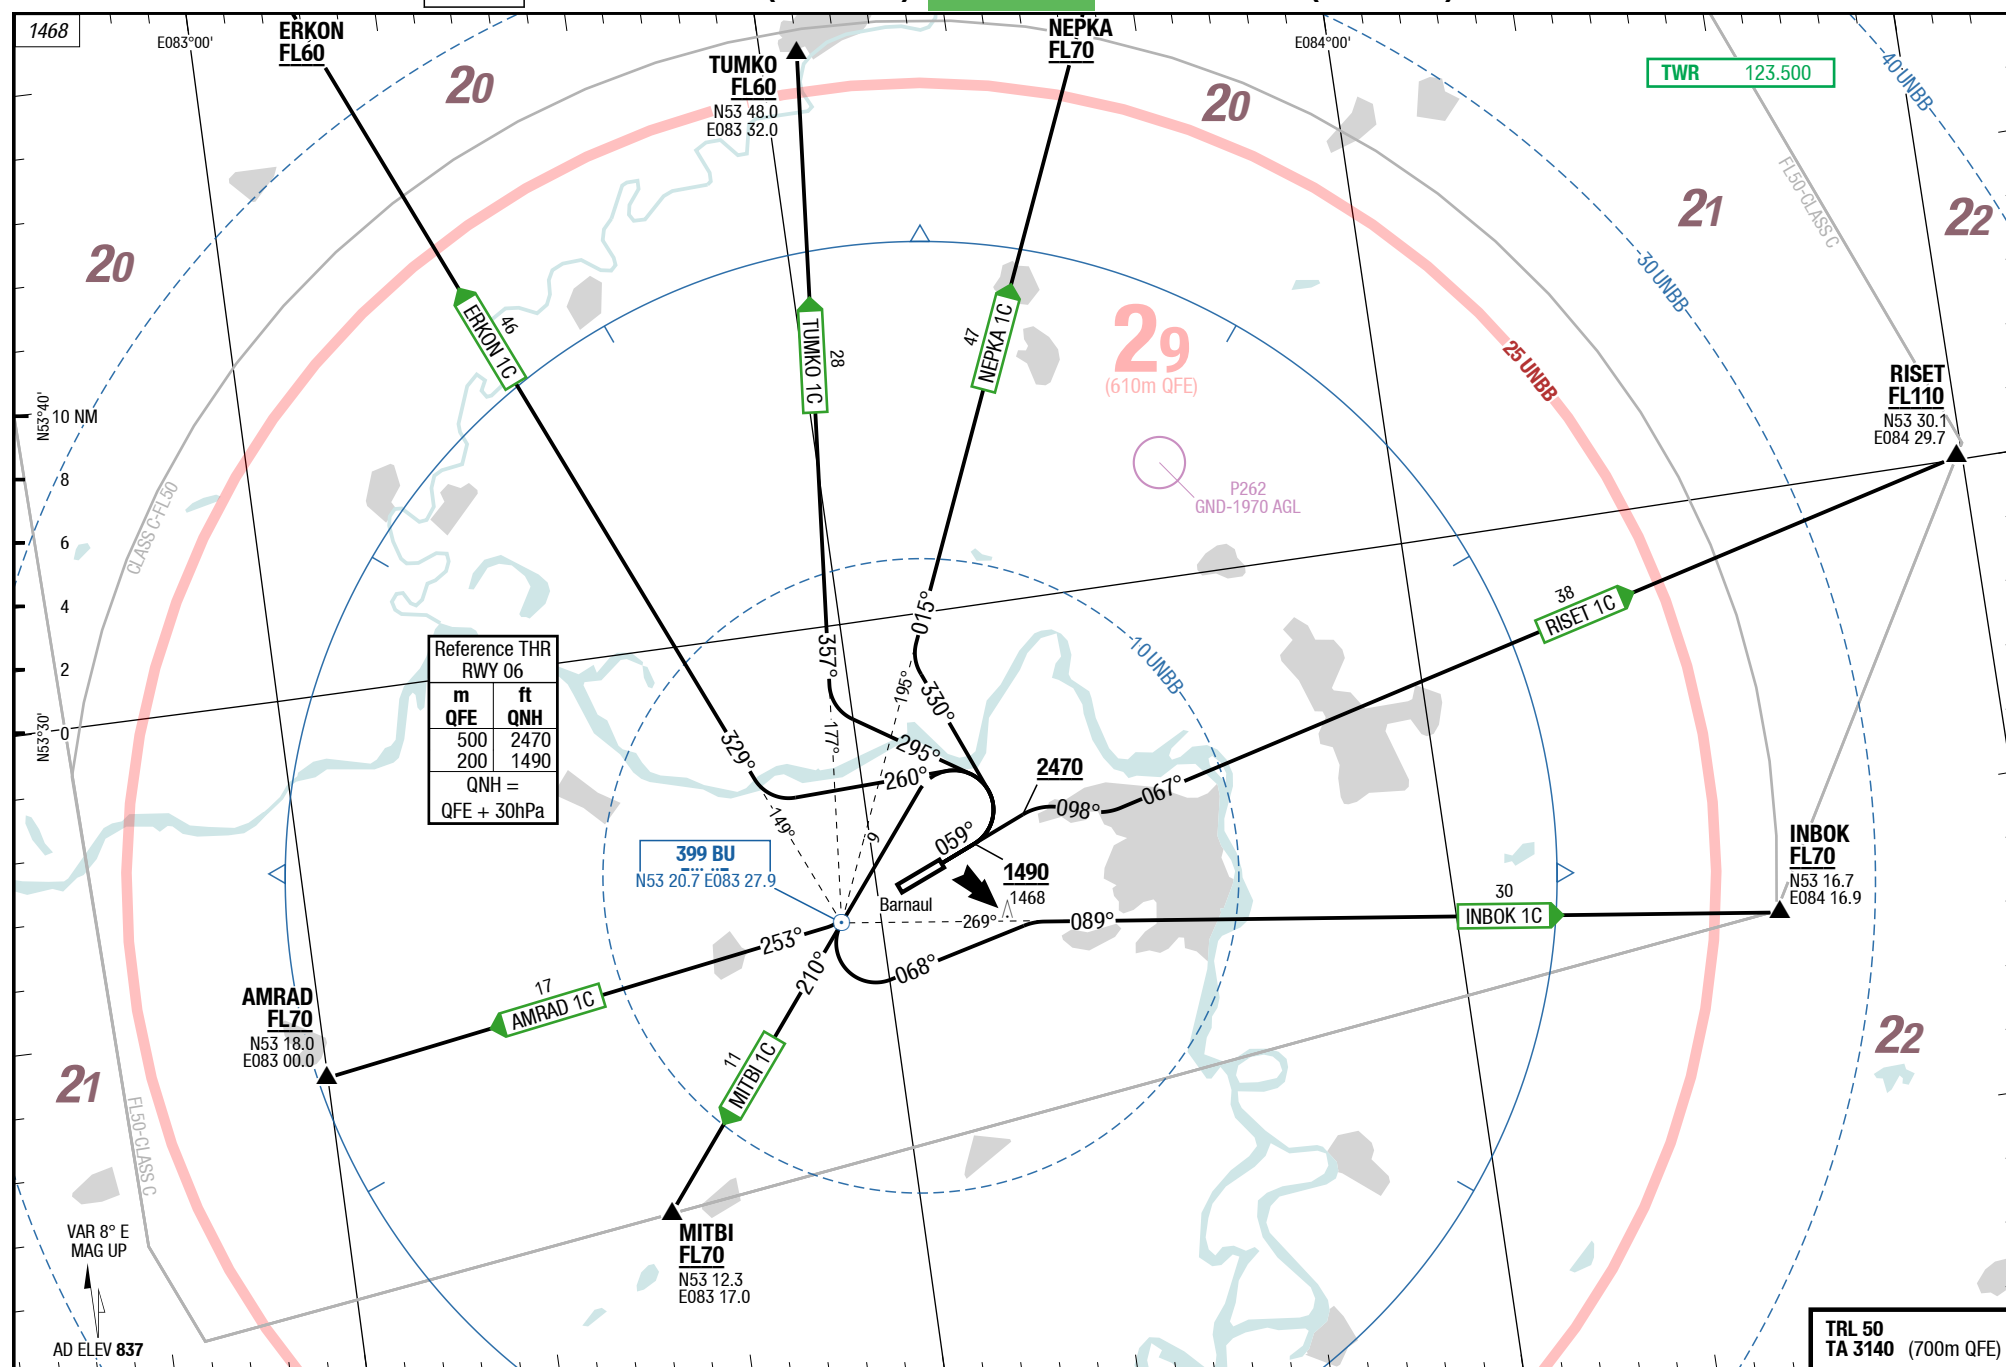 1468
E083°00'
ERKON
FL60
20
TUMKO
FL60
N53 48.0
E083 32.0
NEPKA
FL70
20
E084°00'
TWR 123.500
40 UNBB
FL50-CLASS C
21
22
20
30 UNBB
ERKON 1C
46
TUMKO 1C
28
NEPKA 1C
47
29
(610m QFE)
25 UNBB
RISET
FL110
N53 30.1
E084 29.7
N53°40'
10 NM
8
6
4
2
0
N53°30'
CLASS C-FL50
P262
GND-1970 AGL
38
RISET 1C
015°
357°
10 UNBB
Reference THR
RWY 06
m ft
QFE QNH
500 2470
200 1490
QNH =
QFE + 30hPa
195°
330°
177°
329°
295°
260°
2470
098°
067°
149°
9
059°
399 BU
N53 20.7 E083 27.9
1490
1468
Barnaul
INBOK
FL70
N53 16.7
E084 16.9
269°
089°
30
INBOK 1C
253°
210°
068°
AMRAD
FL70
N53 18.0
E083 00.0
17
AMRAD 1C
11
MITBI 1C
22
21
FL50-CLASS C
MITBI
FL70
N53 12.3
E083 17.0
VAR 8° E
MAG UP
AD ELEV 837
TRL 50
TA 3140 (700m QFE)